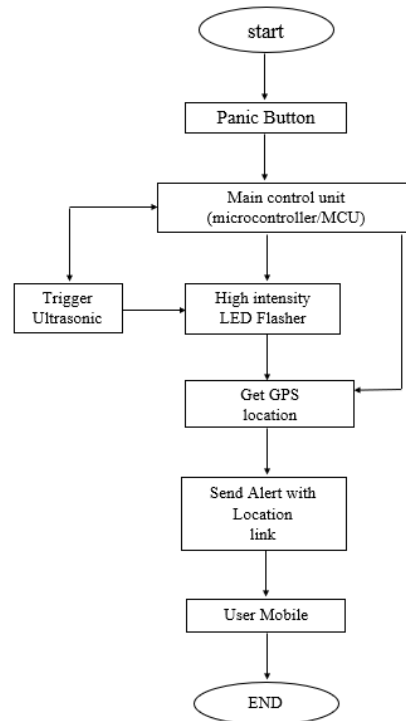 start
Panic Button
Main control unit
(microcontroller/MCU)
Trigger
Ultrasonic
High intensity
LED Flasher
Get GPS
location
Send Alert with
Location
link
User Mobile
END